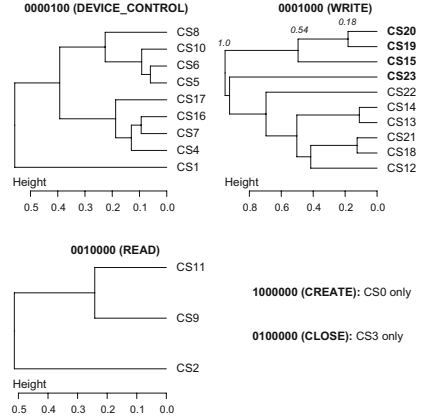 0000100 (DEVICE_CONTROL)
CS8
CS10
CS6
CS5
CS17
CS16
CS7
CS4
CS1
Height
0.5 0.4 0.3 0.2 0.1 0.0
0001000 (WRITE)
1.0
0.54
0.18
CS20
CS19
CS15
CS23
CS22
CS14
CS13
CS21
CS18
CS12
Height
0.8 0.6 0.4 0.2 0.0
0010000 (READ)
CS11
CS9
CS2
Height
0.5 0.4 0.3 0.2 0.1 0.0
1000000 (CREATE): CS0 only
0100000 (CLOSE): CS3 only